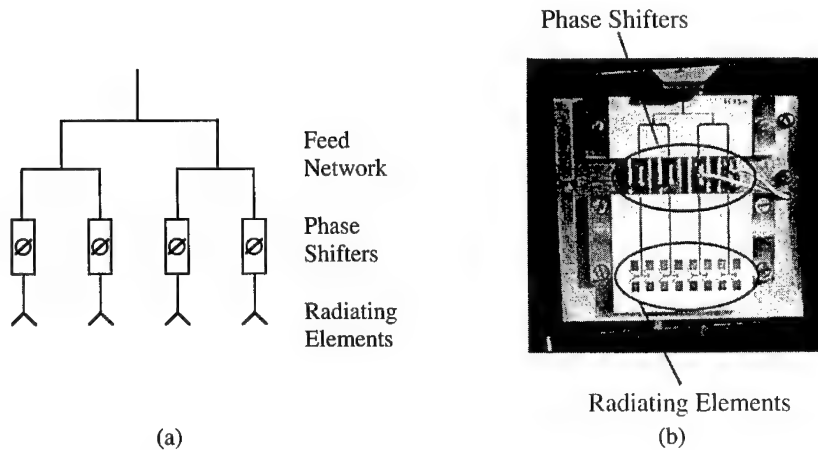 Phase Shifters
Feed
Network
Phase
Shifters
Radiating
Elements
Radiating Elements
(a)
(b)